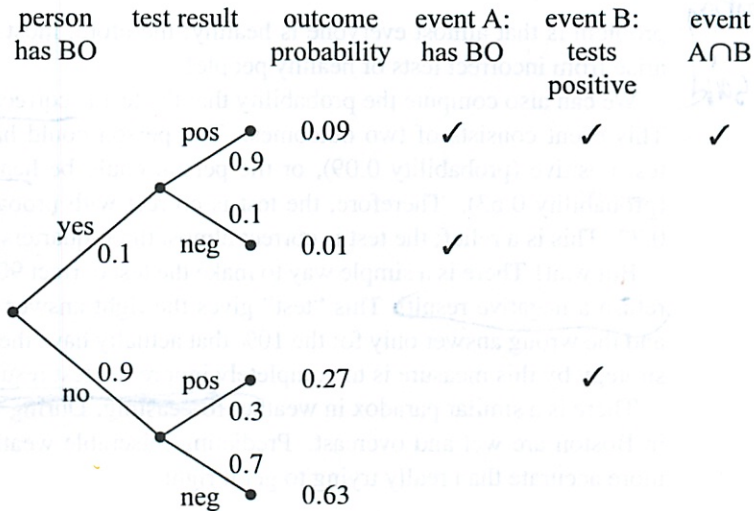 person test result outcome event A: event B: event
has BO probability has BO tests A∩B
positive
pos 0.09 ✓ ✓ ✓
0.9
yes 0.1
0.1 neg 0.01 ✓
0.9 pos 0.27 ✓
no 0.3
0.7
neg 0.63